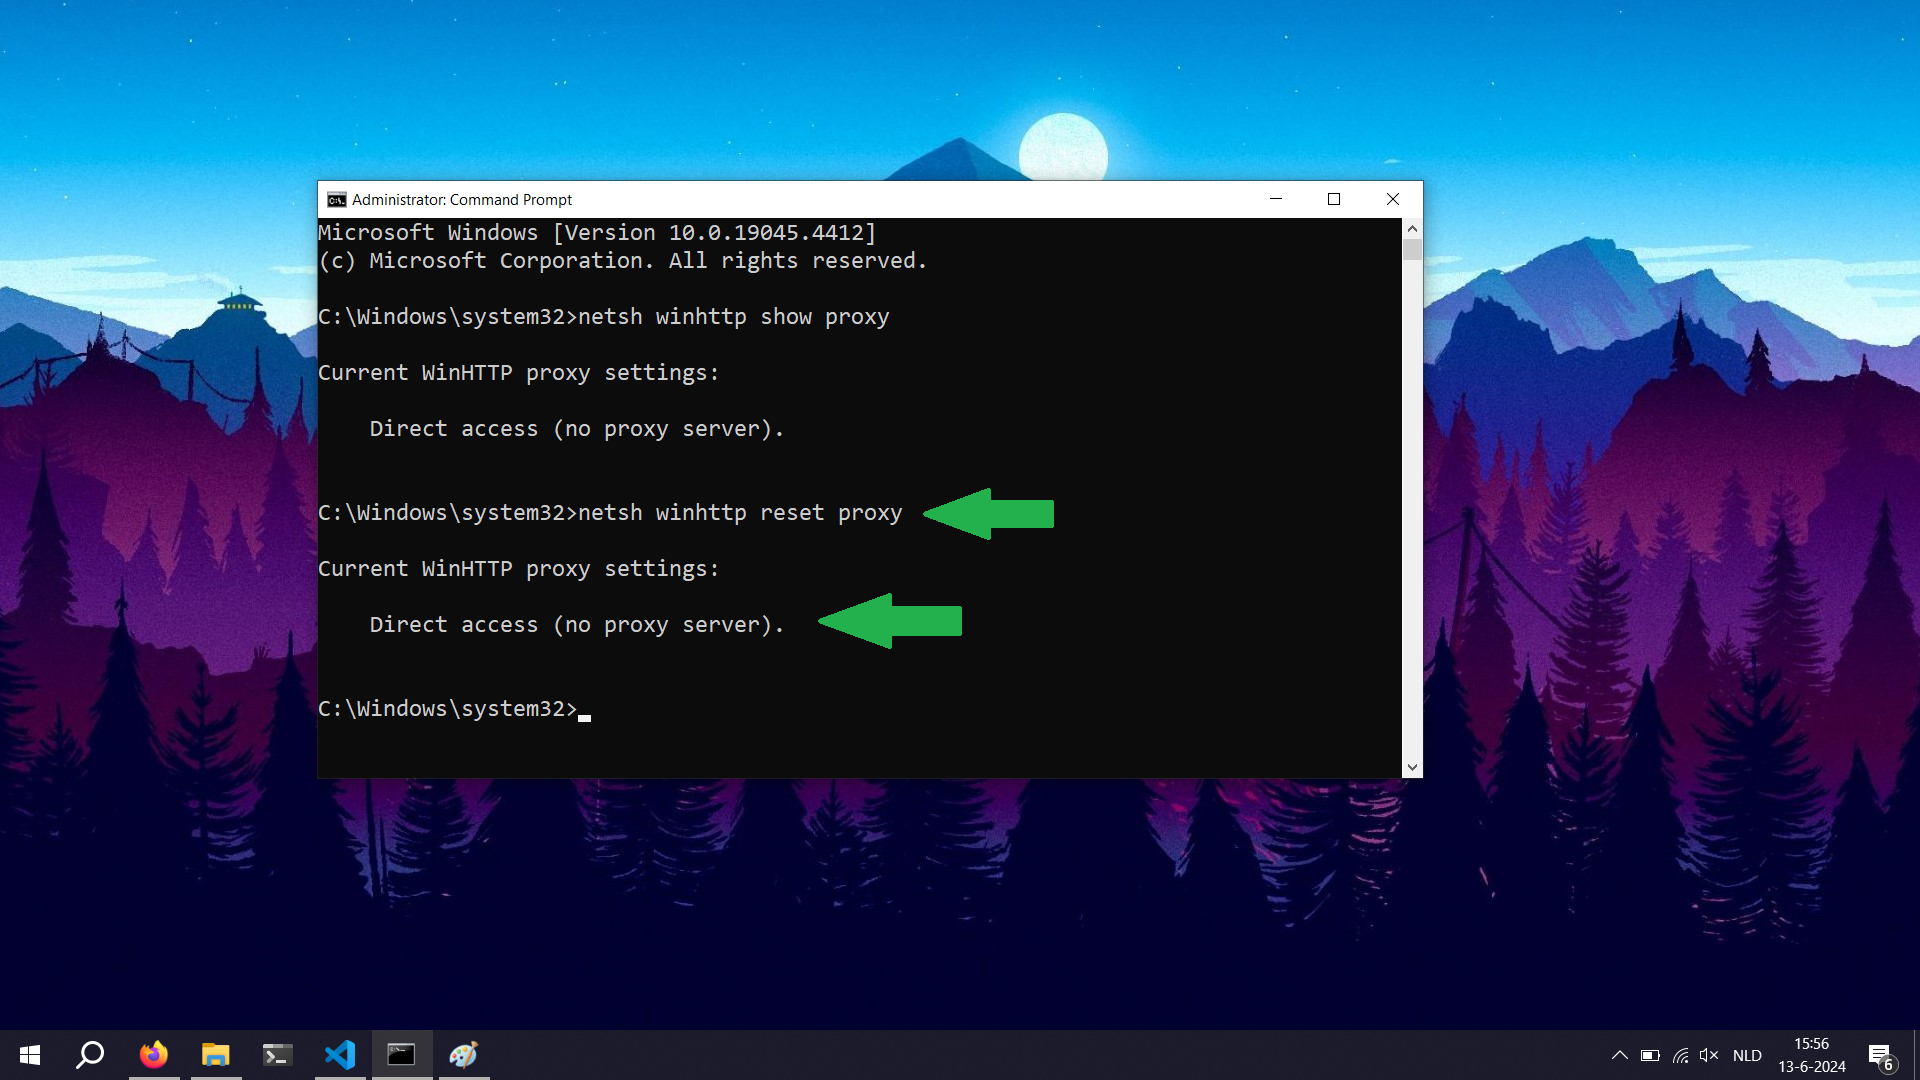 Administrator: Command Prompt
Microsoft Windows [Version 10.0.19045.4412]
(c) Microsoft Corporation. All rights reserved.
C:\Windows\system32>netsh winhttp show proxy
Current WinHTTP proxy settings:
Direct access (no proxy server).
C:\Windows\system32>netsh winhttp reset proxy
Current WinHTTP proxy settings:
Direct access (no proxy server).
C:\Windows\system32>
NLD
15:56
13-6-2024
6